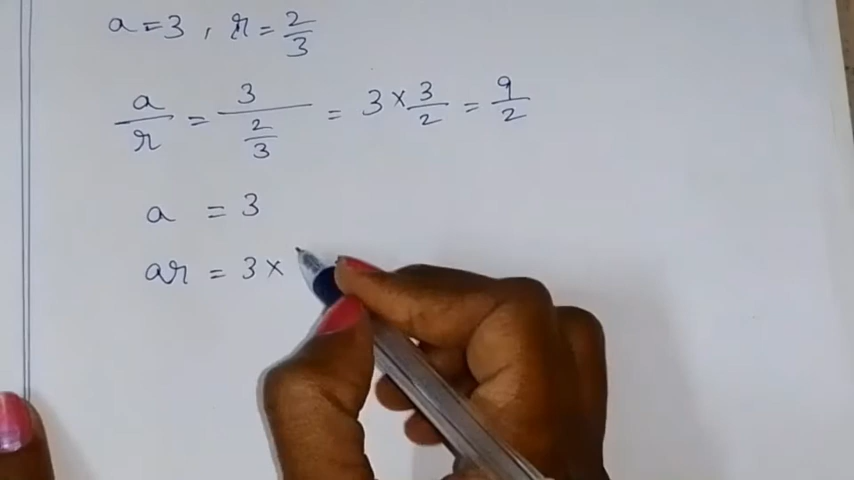 a = 3 , r = 2/3
a/r = 3/(2/3) = 3 × 3/2 = 9/2
a = 3
ar = 3 ×